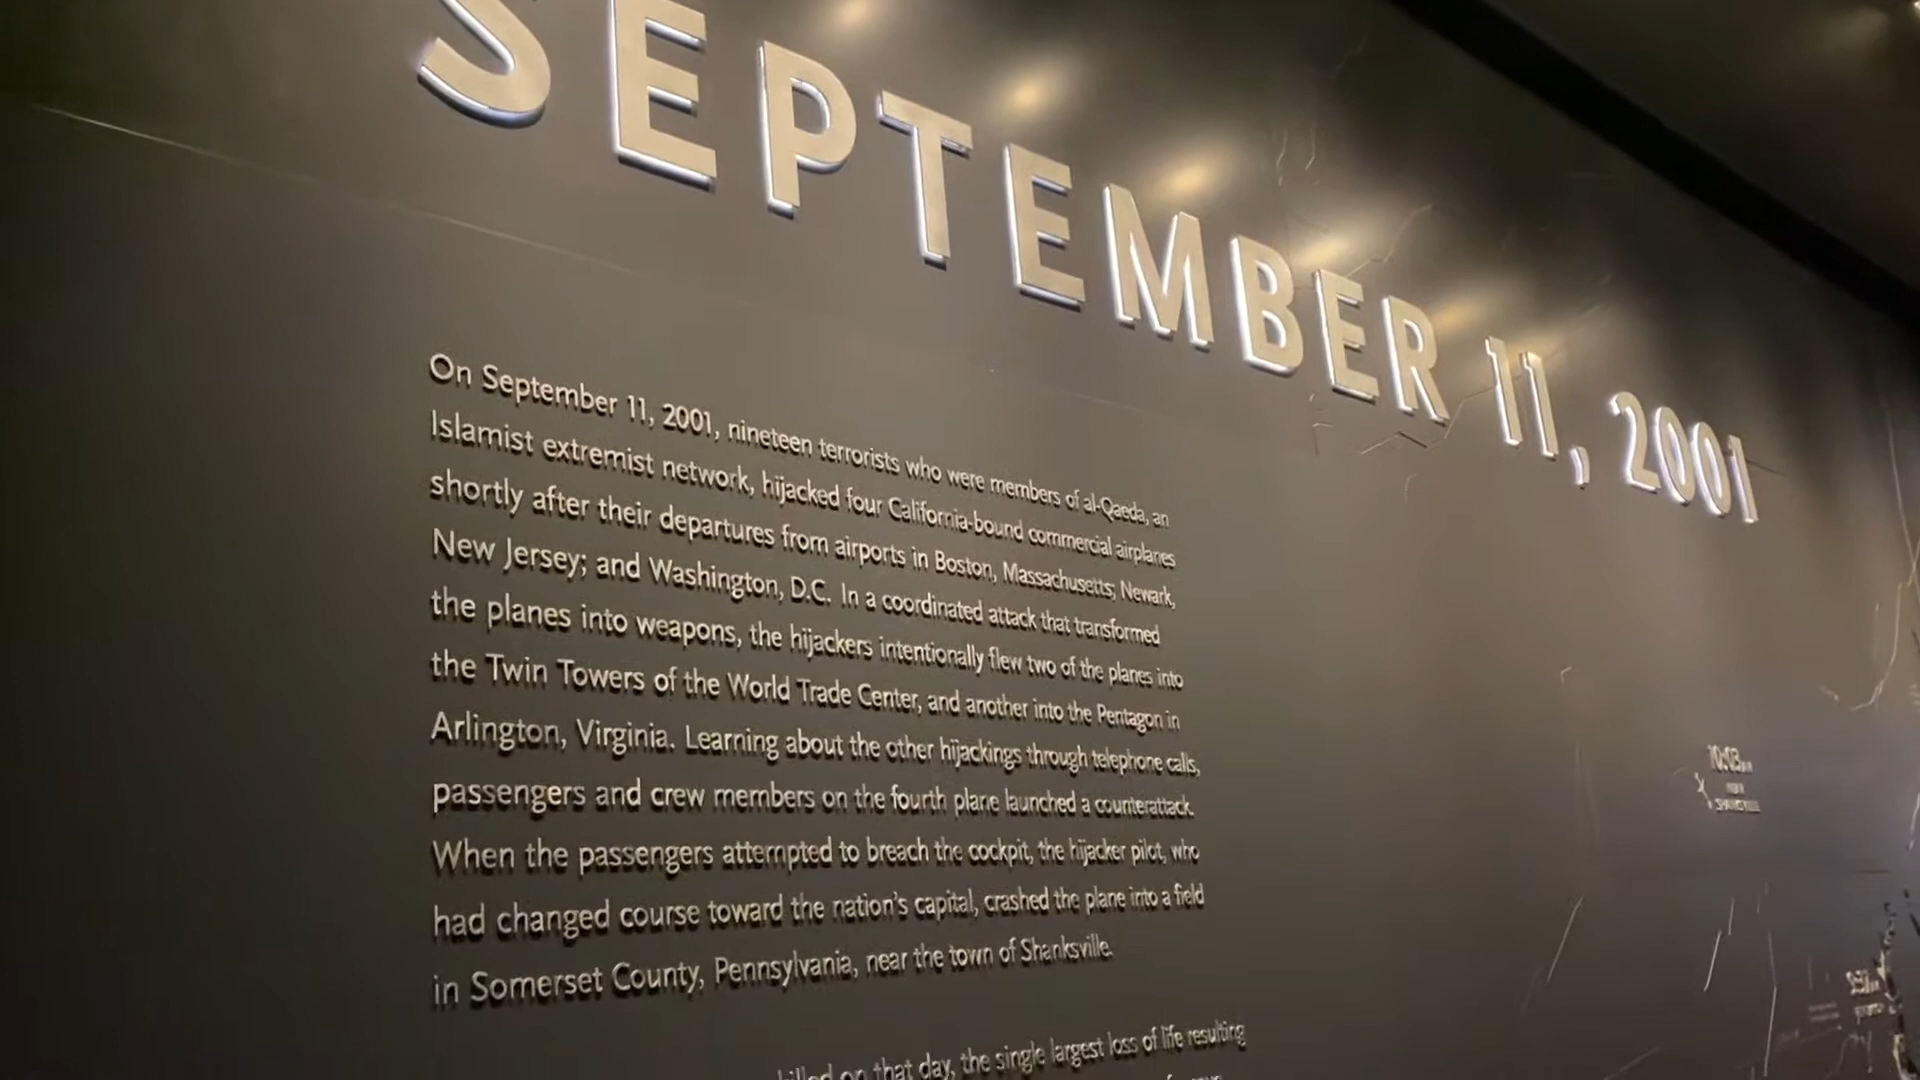 SEPTEMBER 11, 2001
On September 11, 2001, nineteen terrorists who were members of al-Qaeda, an
Islamist extremist network, hijacked four California-bound commercial airplanes
shortly after their departures from airports in Boston, Massachusetts; Newark,
New Jersey; and Washington, D.C. In a coordinated attack that transformed
the planes into weapons, the hijackers intentionally flew two of the planes into
the Twin Towers of the World Trade Center, and another into the Pentagon in
Arlington, Virginia. Learning about the other hijackings through telephone calls,
passengers and crew members on the fourth plane launched a counterattack.
When the passengers attempted to breach the cockpit, the hijacker pilot, who
had changed course toward the nation's capital, crashed the plane into a field
in Somerset County, Pennsylvania, near the town of Shanksville.
killed on that day, the single largest loss of life resulting
10:03 AM
SHANKSVILLE